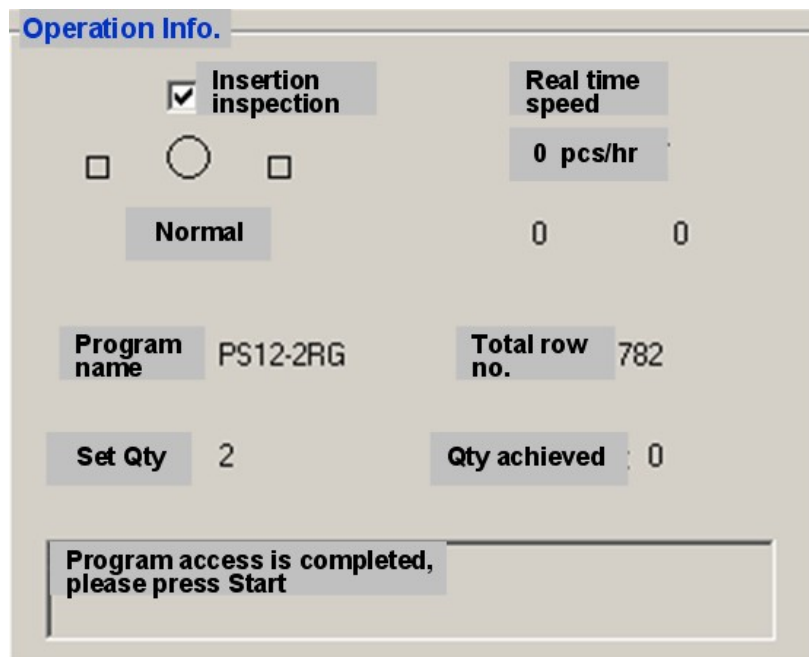 Operation Info.
Insertion
inspection
Real time
speed
0 pcs/hr
Normal
0 0
Program
name
PS12-2RG
Total row
no.
782
Set Qty
2
Qty achieved : 0
Program access is completed,
please press Start